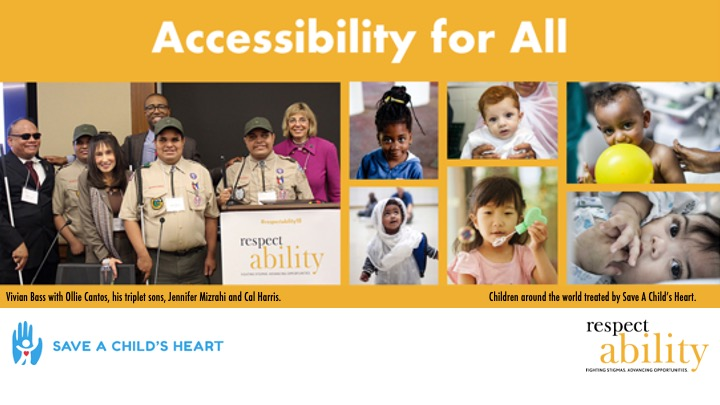 Accessibility for All
#respectability18
respect
ability
FIGHTING STIGMAS. ADVANCING OPPORTUNITIES.
Vivian Bass with Ollie Cantos, his triplet sons, Jennifer Mizrahi and Cal Harris.
Children around the world treated by Save A Child's Heart.
SAVE A CHILD'S HEART
respect
ability
FIGHTING STIGMAS. ADVANCING OPPORTUNITIES.